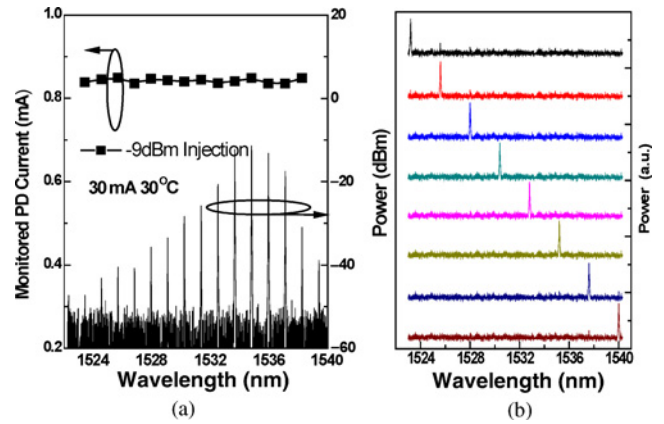 1.0
0.8
0.6
0.4
0.2
Monitored PD Current (mA)
-9dBm Injection
30 mA 30°C
20
0
-20
-40
-60
Power (dBm)
1524 1528 1532 1536 1540
Wavelength (nm)
(a)
1524 1528 1532 1536 1540
Wavelength (nm)
Power (a.u.)
(b)